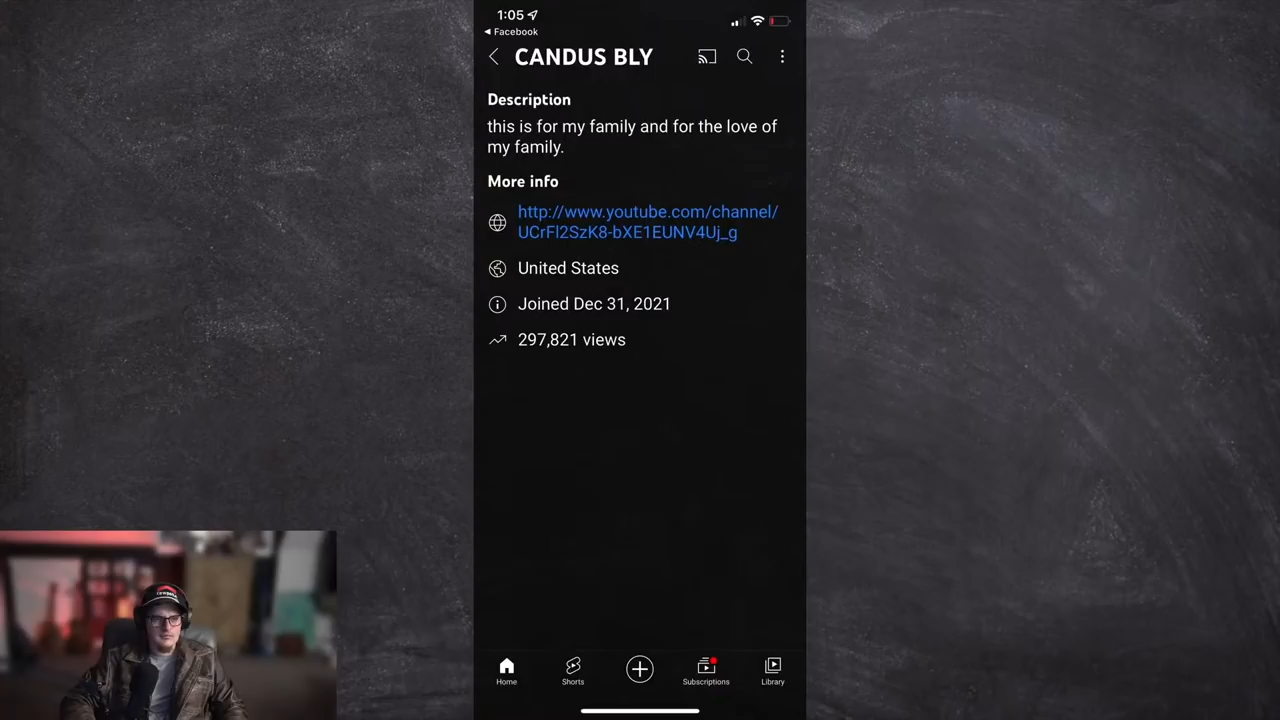 1:05
Facebook
CANDUS BLY
Description
this is for my family and for the love of
my family.
More info
http://www.youtube.com/channel/
UCrFl2SzK8-bXE1EUNV4Uj_g
United States
Joined Dec 31, 2021
297,821 views
Home
Shorts
Subscriptions
Library